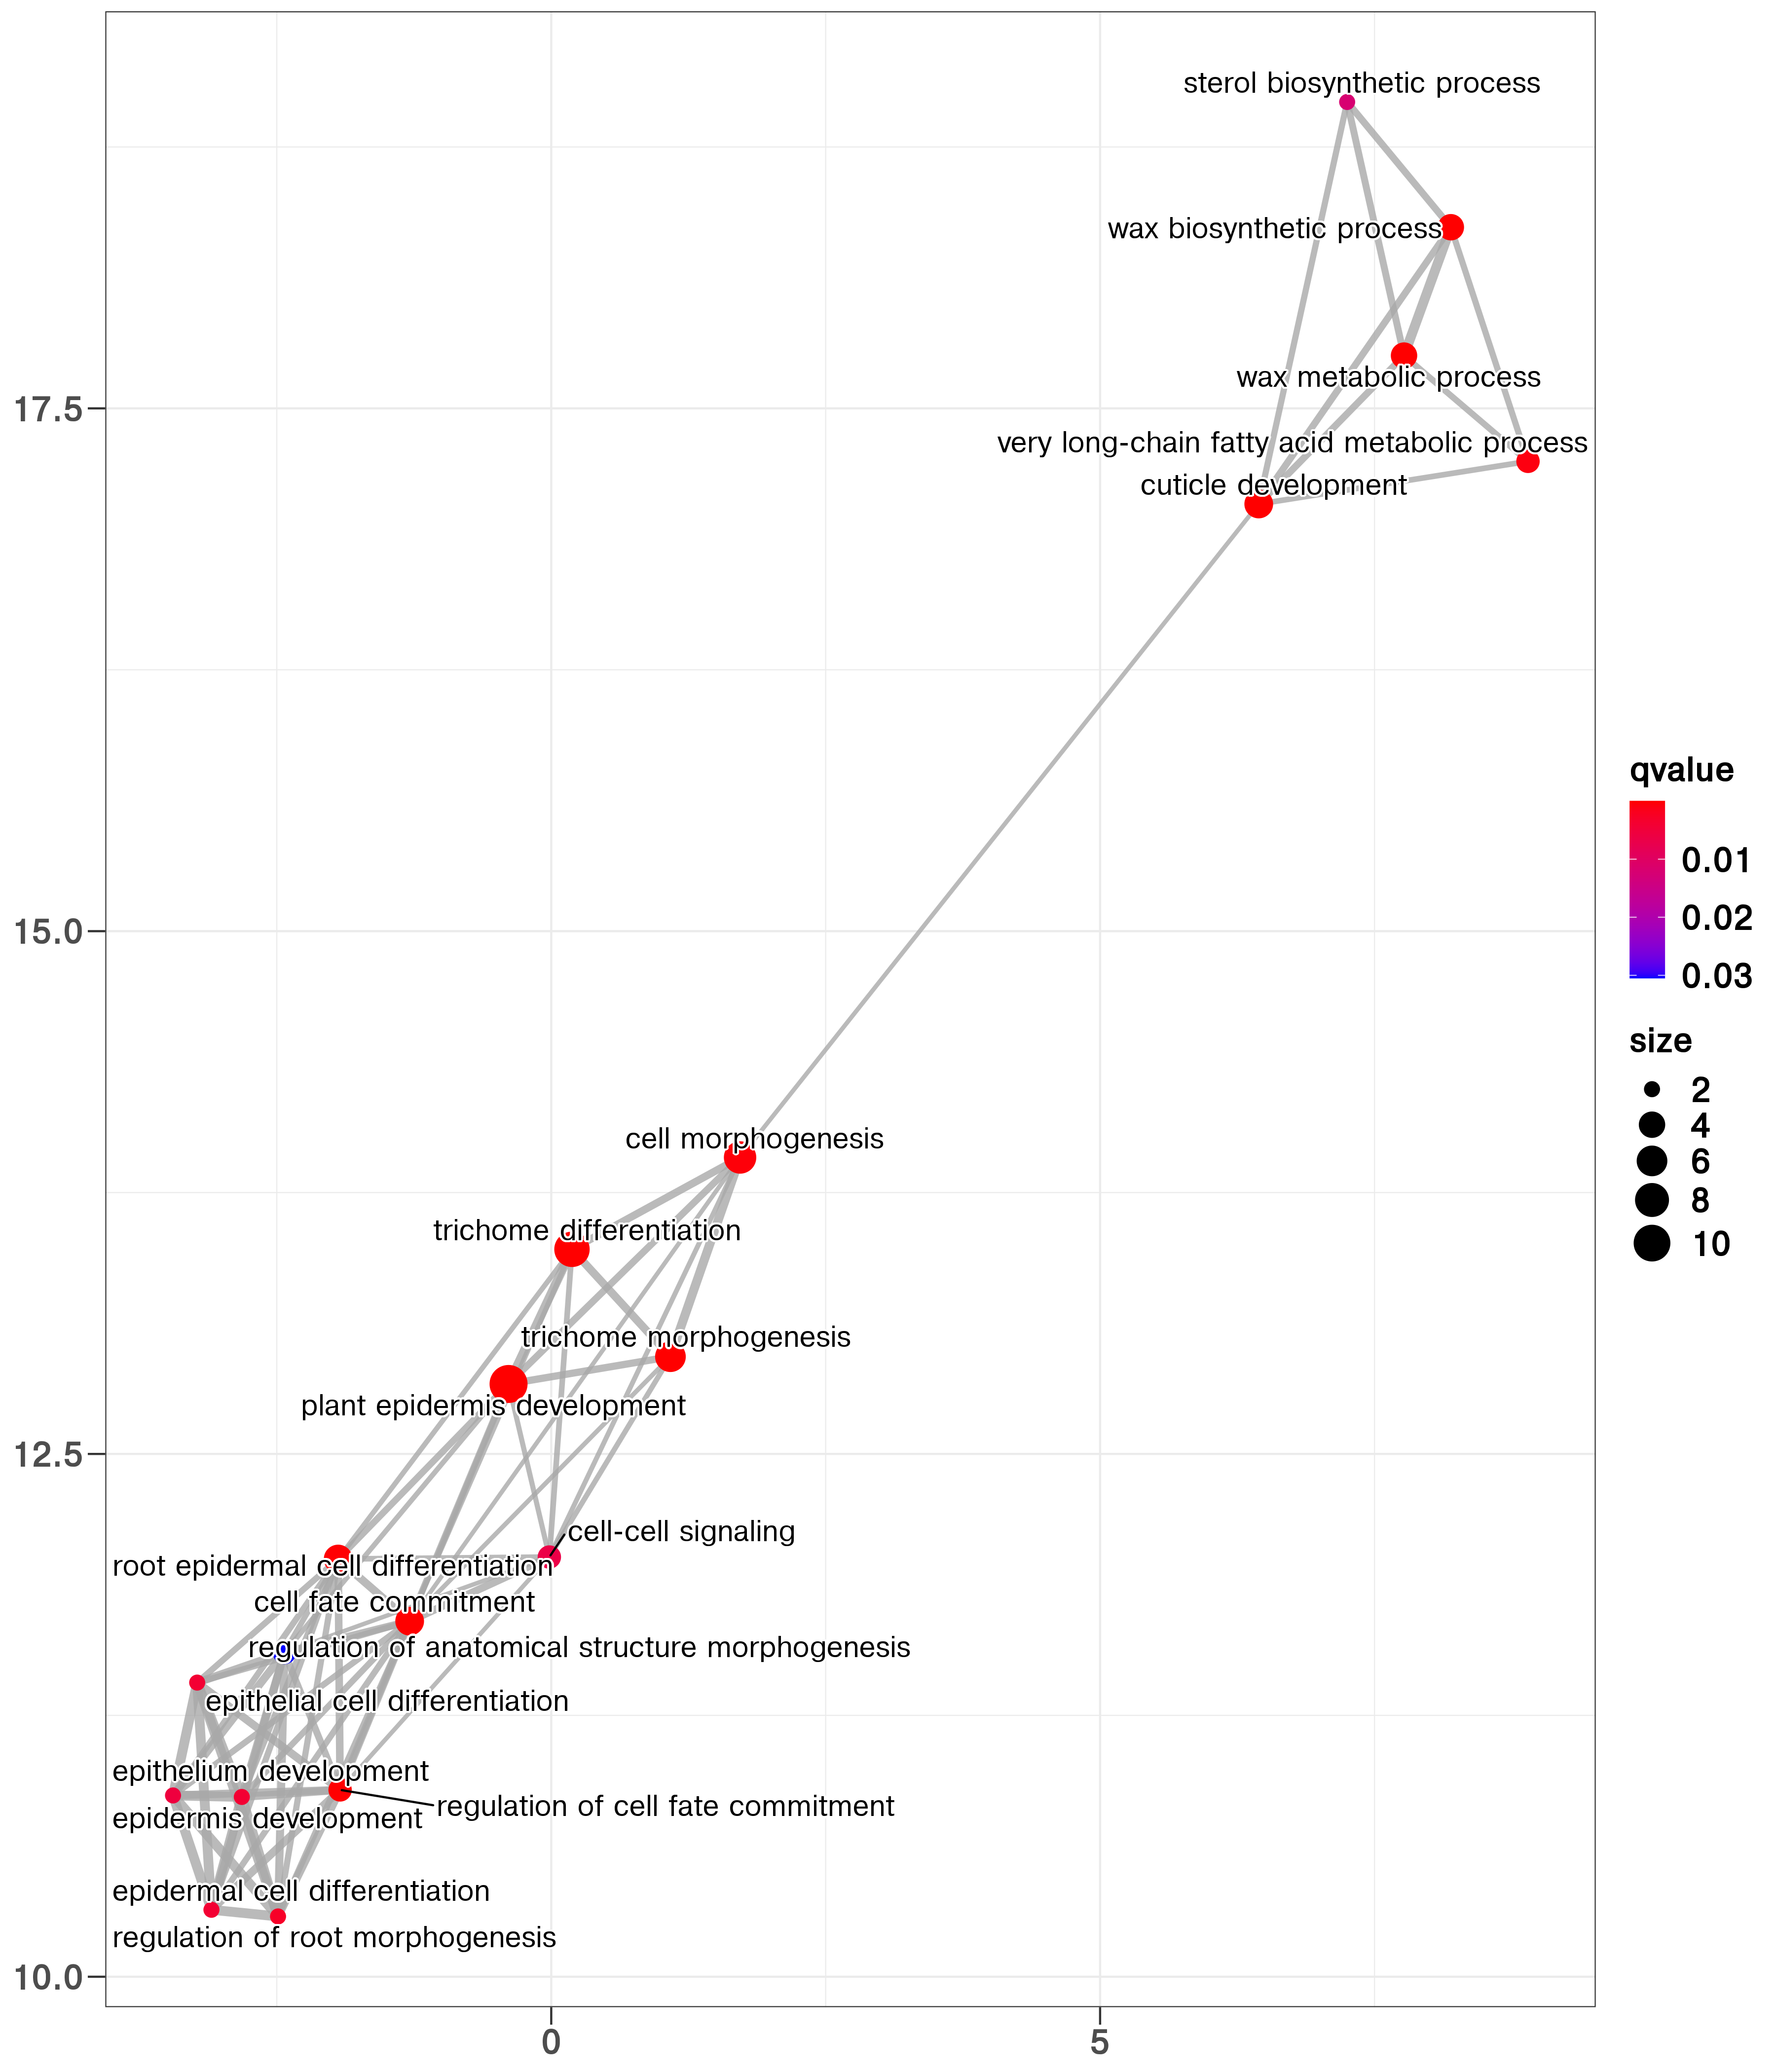 sterol biosynthetic process
wax biosynthetic process
wax metabolic process
17.5
very long-chain fatty acid metabolic process
cuticle development
qvalue
0.01
0.02
0.03
15.0
size
2
4
6
8
10
cell morphogenesis
trichome differentiation
trichome morphogenesis
plant epidermis development
12.5
cell-cell signaling
root epidermal cell differentiation
cell fate commitment
regulation of anatomical structure morphogenesis
epithelial cell differentiation
epithelium development
regulation of cell fate commitment
epidermis development
epidermal cell differentiation
regulation of root morphogenesis
10.0
0
5